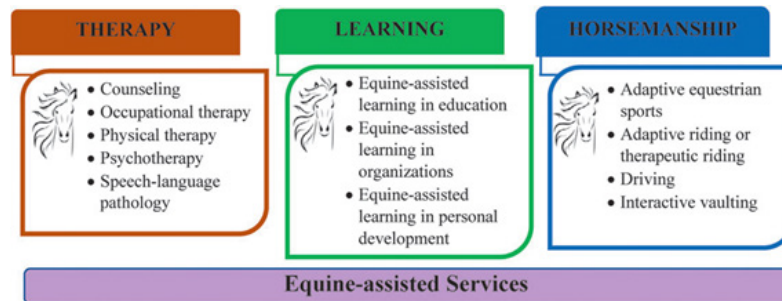 THERAPY
• Counseling
• Occupational therapy
• Physical therapy
• Psychotherapy
• Speech-language
pathology
LEARNING
• Equine-assisted
learning in education
• Equine-assisted
learning in
organizations
• Equine-assisted
learning in personal
development
HORSEMANSHIP
• Adaptive equestrian
sports
• Adaptive riding or
therapeutic riding
• Driving
• Interactive vaulting
Equine-assisted Services